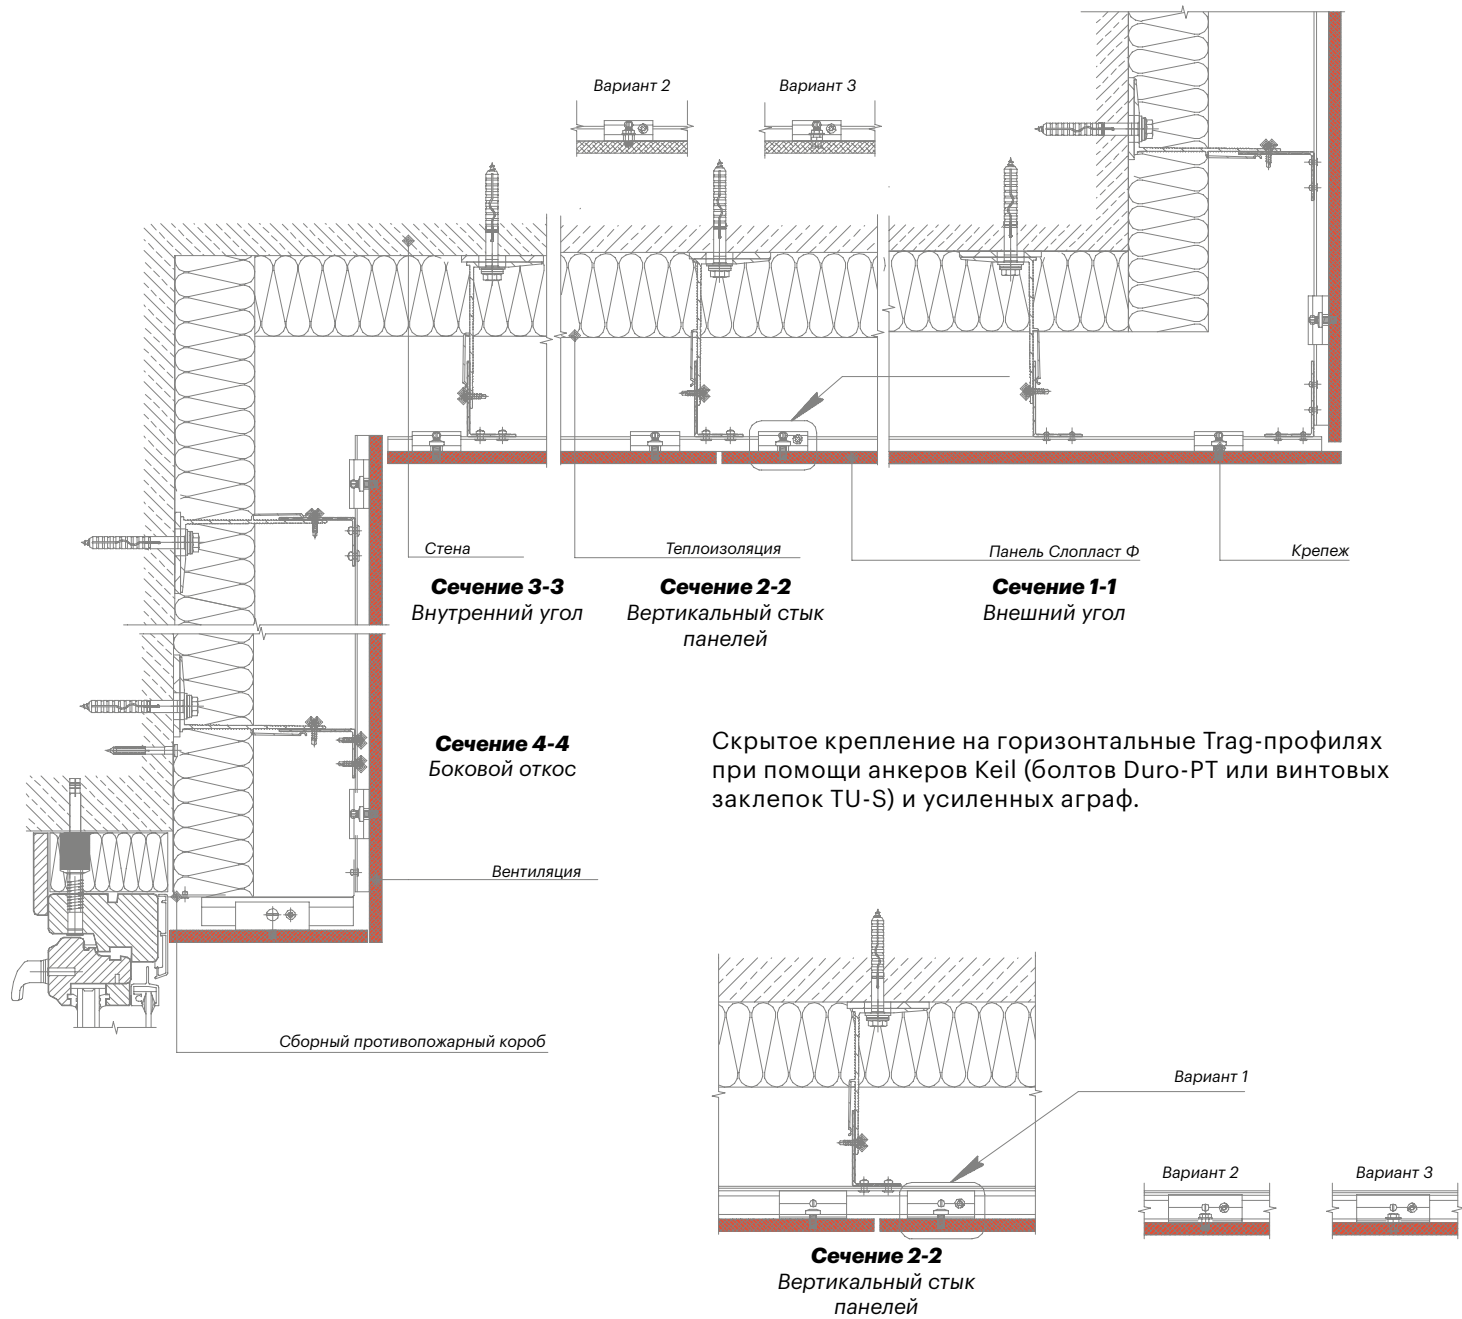 Вариант 2
Вариант 3
Стена
Теплоизоляция
Панель Слопласт Ф
Крепеж
Сечение 3-3
Внутренний угол
Сечение 2-2
Вертикальный стык
панелей
Сечение 1-1
Внешний угол
Сечение 4-4
Боковой откос
Скрытое крепление на горизонтальные Trag-профилях
при помощи анкеров Keil (болтов Duro-PT или винтовых
заклепок TU-S) и усиленных аграф.
Вентиляция
Сборный противопожарный короб
Вариант 1
Вариант 2
Вариант 3
Сечение 2-2
Вертикальный стык
панелей